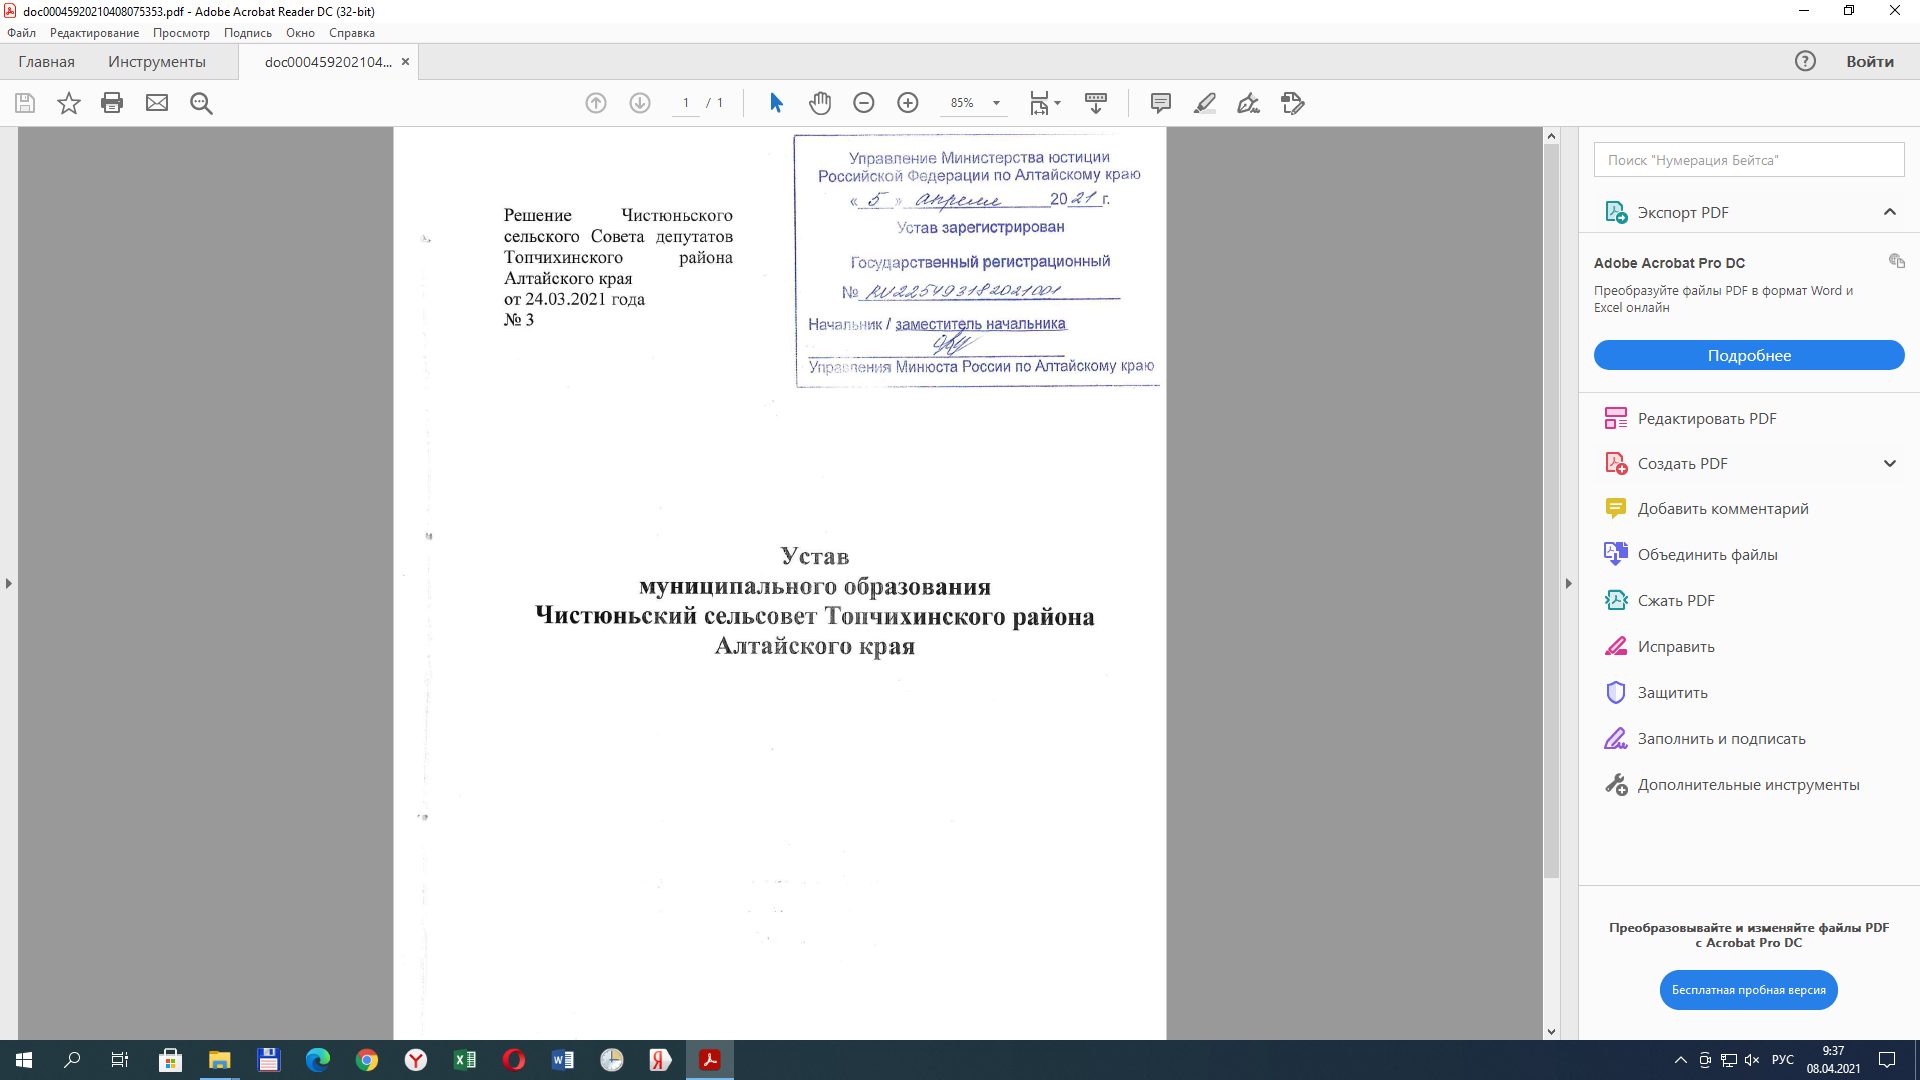 doc00045920210408075353.pdf - Adobe Acrobat Reader DC (32-bit)
Файл Редактирование Просмотр Подпись Окно Справка
Главная Инструменты doc000459202104... Войти
1 / 1 85%
Управление Министерства юстиции
Российской Федерации по Алтайскому краю
« 5 » апреля 2021 г.
Устав зарегистрирован
Государственный регистрационный
№ RU225493182021001
Начальник / заместитель начальника
Управления Минюста России по Алтайскому краю
Решение Чистюньского
сельского Совета депутатов
Топчихинского района
Алтайского края
от 24.03.2021 года
№ 3
Устав
муниципального образования
Чистюньский сельсовет Топчихинского района
Алтайского края
Поиск "Нумерация Бейтса"
Экспорт PDF
Adobe Acrobat Pro DC
Преобразуйте файлы PDF в формат Word и
Excel онлайн
Подробнее
Редактировать PDF
Создать PDF
Добавить комментарий
Объединить файлы
Сжать PDF
Исправить
Защитить
Заполнить и подписать
Дополнительные инструменты
Преобразовывайте и изменяйте файлы PDF
с Acrobat Pro DC
Бесплатная пробная версия
РУС
9:37
08.04.2021